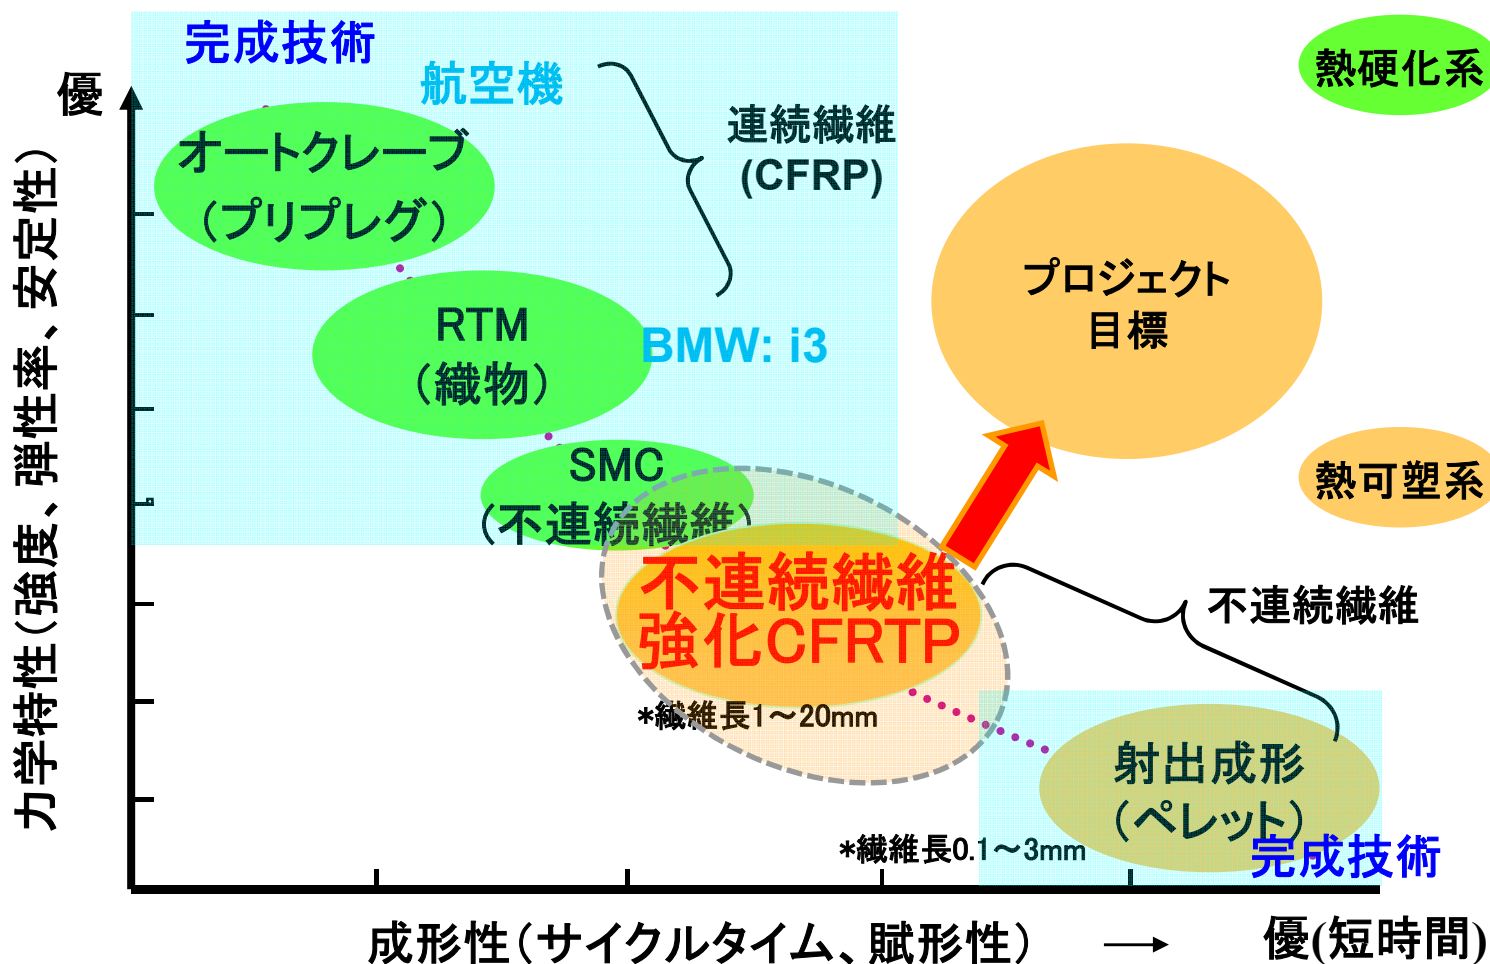 完成技術
優
航空機
オートクレーブ
（プリプレグ）
連続繊維
(CFRP)
熱硬化系
RTM
（織物）
BMW: i3
プロジェクト
目標
SMC
（不連続繊維）
熱可塑系
不連続繊維
強化CFRTP
*繊維長1～20mm
不連続繊維
射出成形
（ペレット）
*繊維長0.1～3mm
完成技術
力学特性（強度、弾性率、安定性）
成形性（サイクルタイム、賦形性） → 優(短時間)